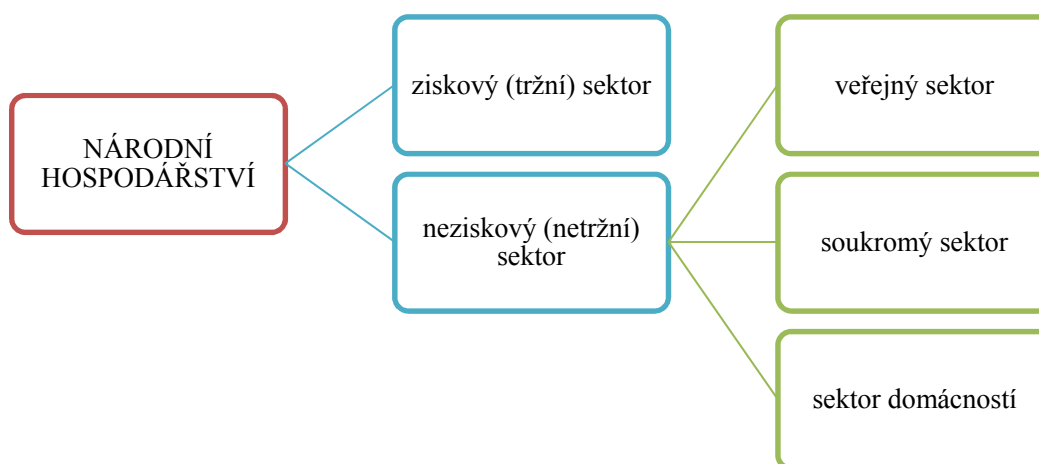 NÁRODNÍ
HOSPODÁŘSTVÍ
ziskový (tržní) sektor
neziskový (netržní)
sektor
veřejný sektor
soukromý sektor
sektor domácností